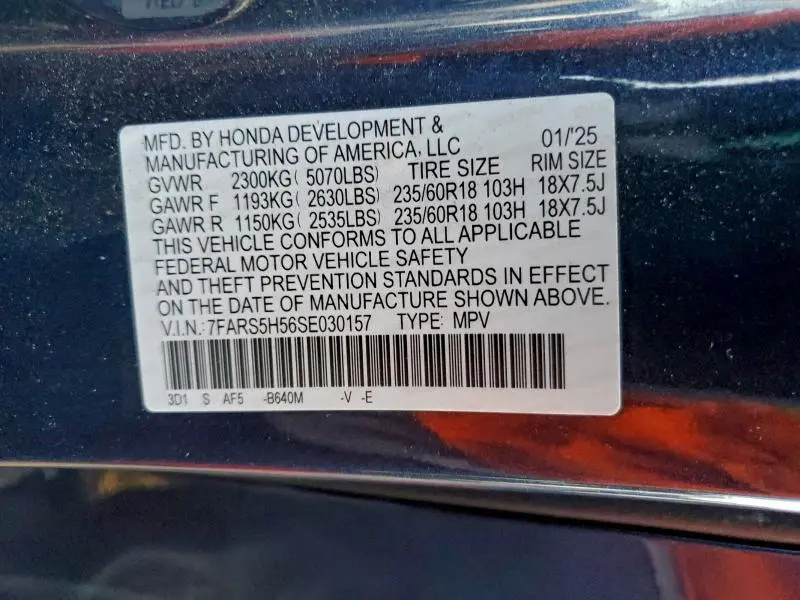 MFD. BY HONDA DEVELOPMENT &
MANUFACTURING OF AMERICA, LLC 01/'25
GVWR 2300KG( 5070LBS) TIRE SIZE RIM SIZE
GAWR F 1193KG( 2630LBS) 235/60R18 103H 18X7.5J
GAWR R 1150KG( 2535LBS) 235/60R18 103H 18X7.5J
THIS VEHICLE CONFORMS TO ALL APPLICABLE
FEDERAL MOTOR VEHICLE SAFETY
AND THEFT PREVENTION STANDARDS IN EFFECT
ON THE DATE OF MANUFACTURE SHOWN ABOVE.
V.I.N.: 7FARS5H56SE030157 TYPE: MPV
3D1 S AF5 -B640M -V -E